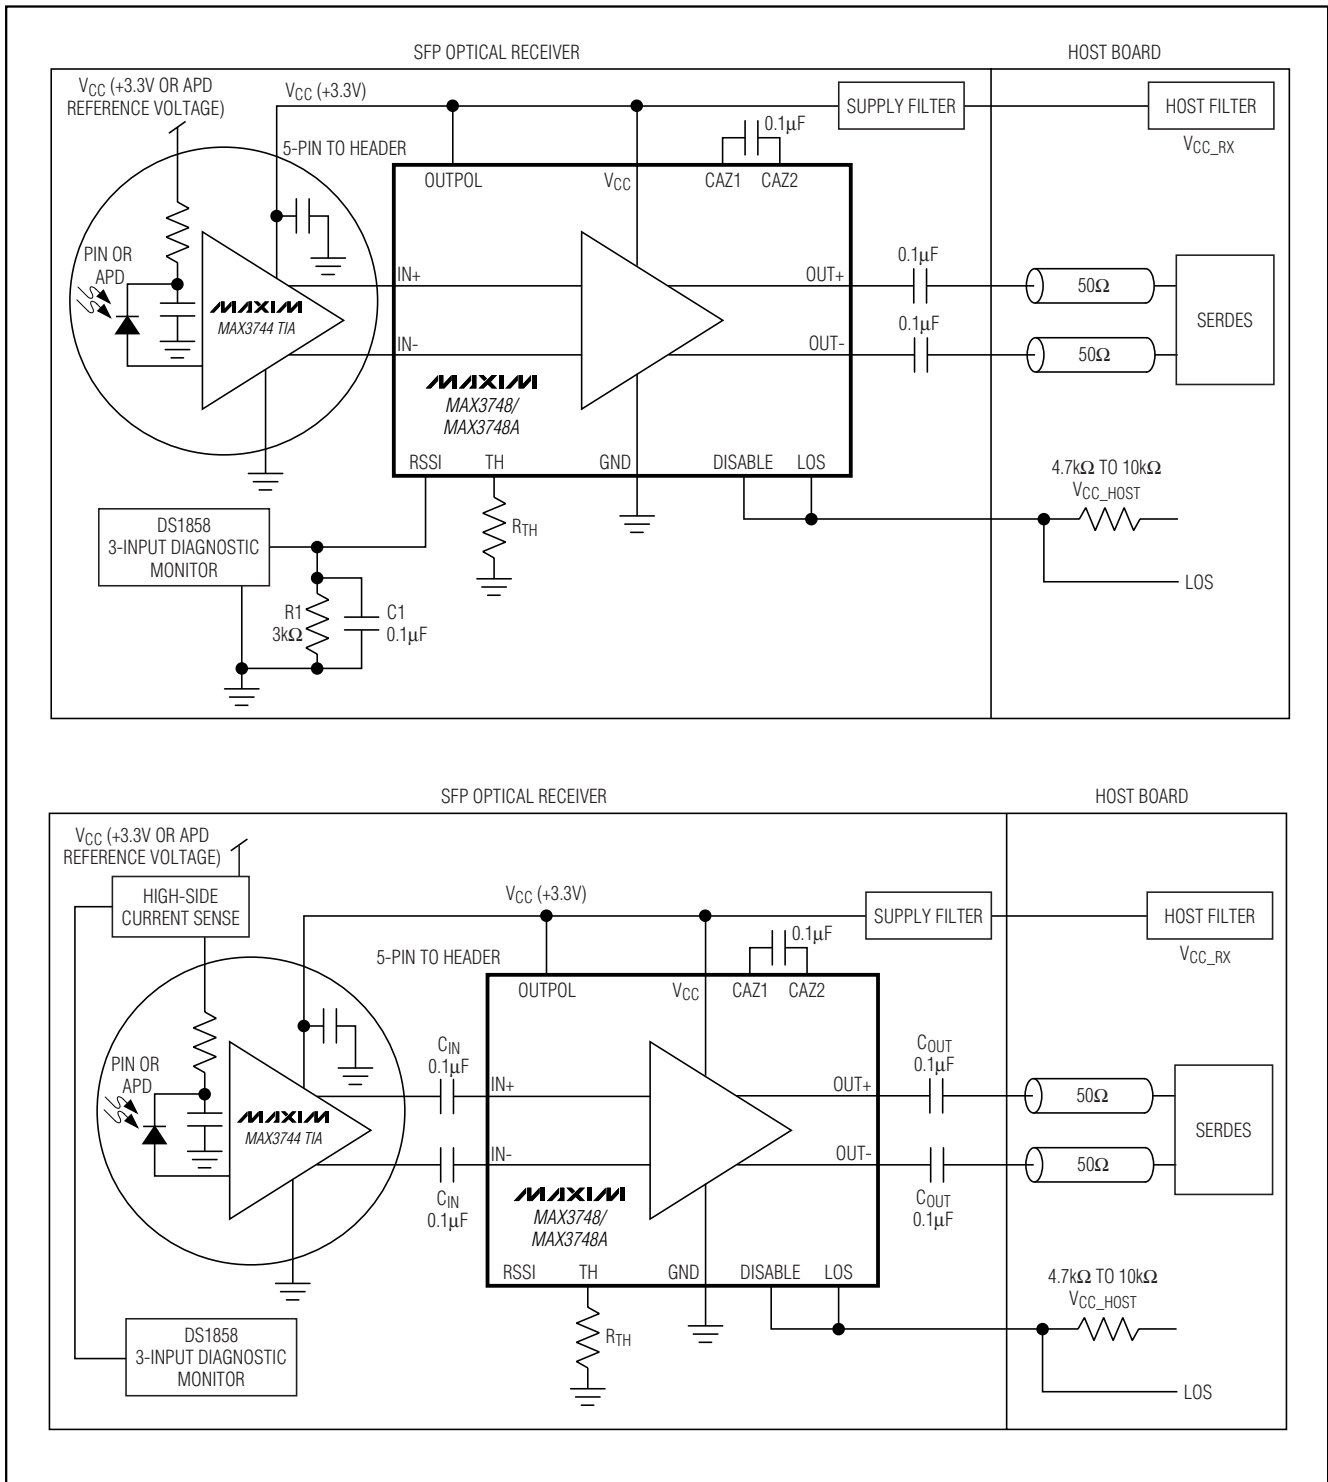 SFP OPTICAL RECEIVER
HOST BOARD
VCC (+3.3V OR APD
REFERENCE VOLTAGE)
VCC (+3.3V)
SUPPLY FILTER
HOST FILTER
VCC_RX
0.1µF
5-PIN TO HEADER
OUTPOL
VCC
CAZ1
CAZ2
PIN OR
APD
MAXIM
MAX3744 TIA
IN+
IN-
OUT+
OUT-
0.1µF
0.1µF
50Ω
50Ω
SERDES
MAXIM
MAX3748/
MAX3748A
RSSI
TH
GND
DISABLE
LOS
4.7kΩ TO 10kΩ
VCC_HOST
LOS
DS1858
3-INPUT DIAGNOSTIC
MONITOR
RTH
R1
3kΩ
C1
0.1µF
SFP OPTICAL RECEIVER
HOST BOARD
VCC (+3.3V OR APD
REFERENCE VOLTAGE)
HIGH-SIDE
CURRENT SENSE
VCC (+3.3V)
SUPPLY FILTER
HOST FILTER
VCC_RX
0.1µF
5-PIN TO HEADER
OUTPOL
VCC
CAZ1
CAZ2
PIN OR
APD
MAXIM
MAX3744 TIA
CIN
0.1µF
CIN
0.1µF
IN+
IN-
OUT+
OUT-
COUT
0.1µF
COUT
0.1µF
50Ω
50Ω
SERDES
MAXIM
MAX3748/
MAX3748A
RSSI
TH
GND
DISABLE
LOS
4.7kΩ TO 10kΩ
VCC_HOST
LOS
DS1858
3-INPUT DIAGNOSTIC
MONITOR
RTH